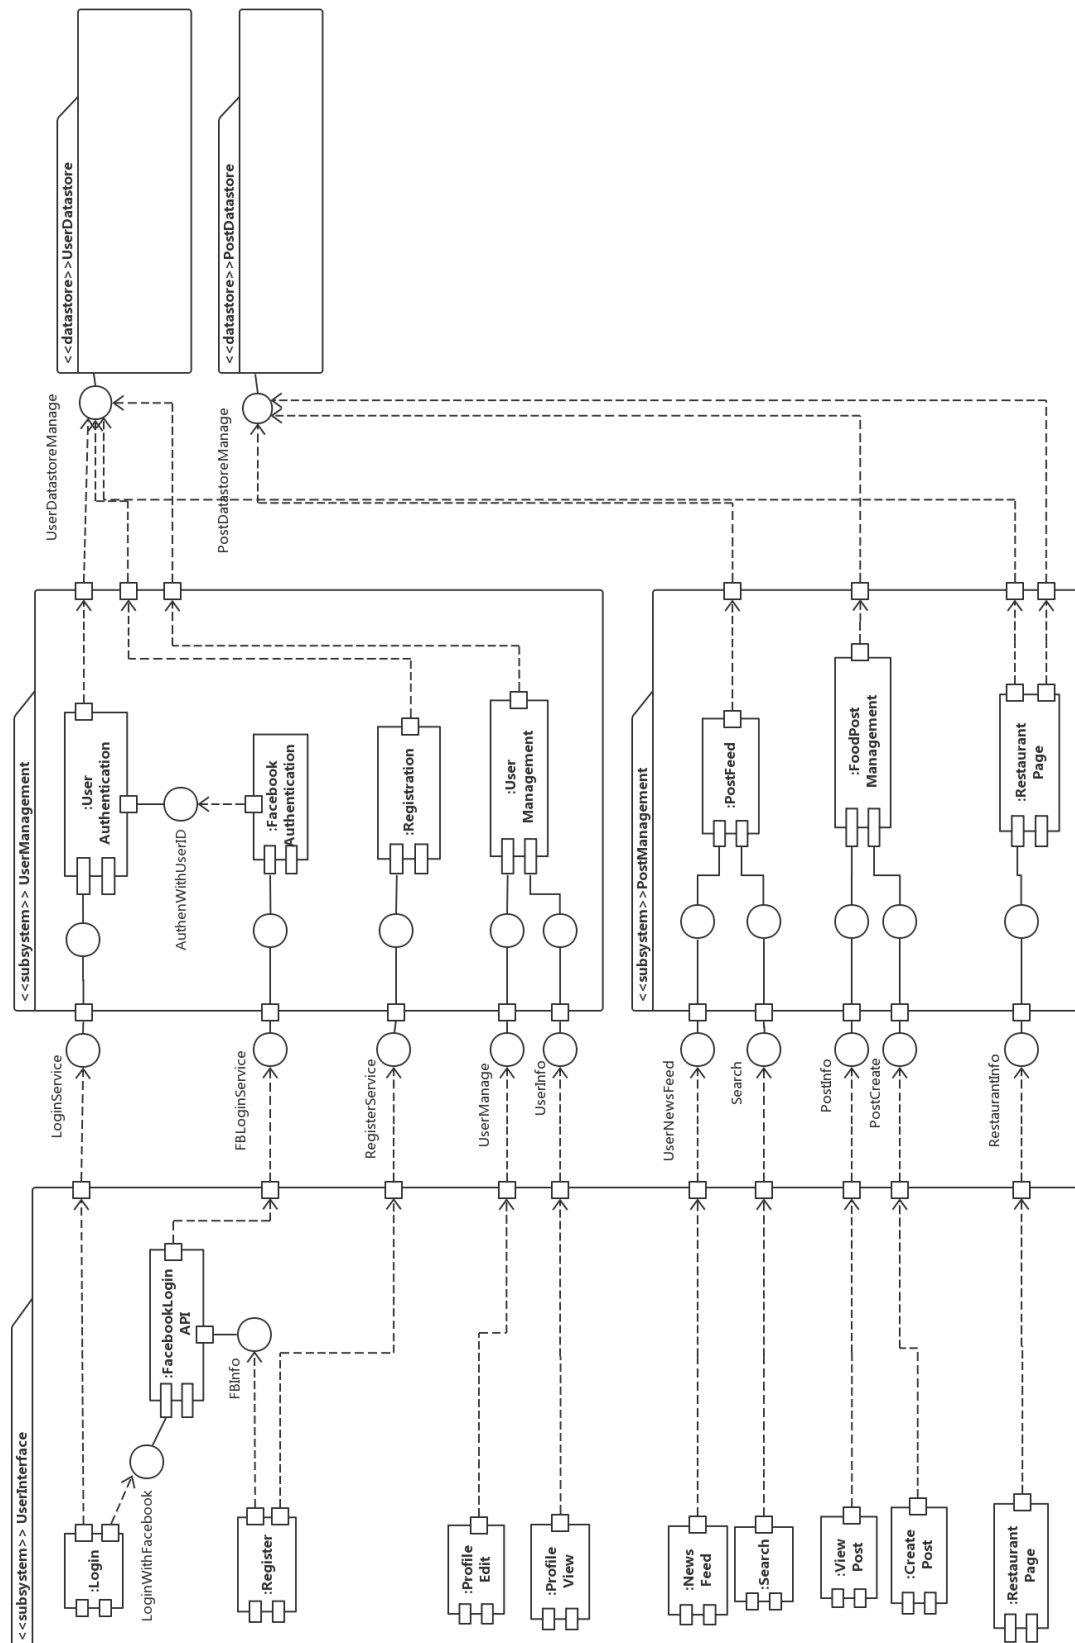 <<subsystem>> UserInterface
:Login
LoginWithFacebook
:FacebookLogin
API
FBInfo
:Register
:Profile
Edit
:Profile
View
:News
Feed
:Search
:View
Post
:Create
Post
:Restaurant
Page
LoginService
FBLoginService
RegisterService
UserManage
UserInfo
UserNewsFeed
Search
PostInfo
PostCreate
RestaurantInfo
<<subsystem>> UserManagement
:User
Authentication
AuthenWithUserID
:Facebook
Authentication
:Registration
:User
Management
<<subsystem>>PostManagement
:PostFeed
:FoodPost
Management
:Restaurant
Page
UserDatastoreManage
PostDatastoreManage
<<datastore>>UserDatastore
<<datastore>>PostDatastore